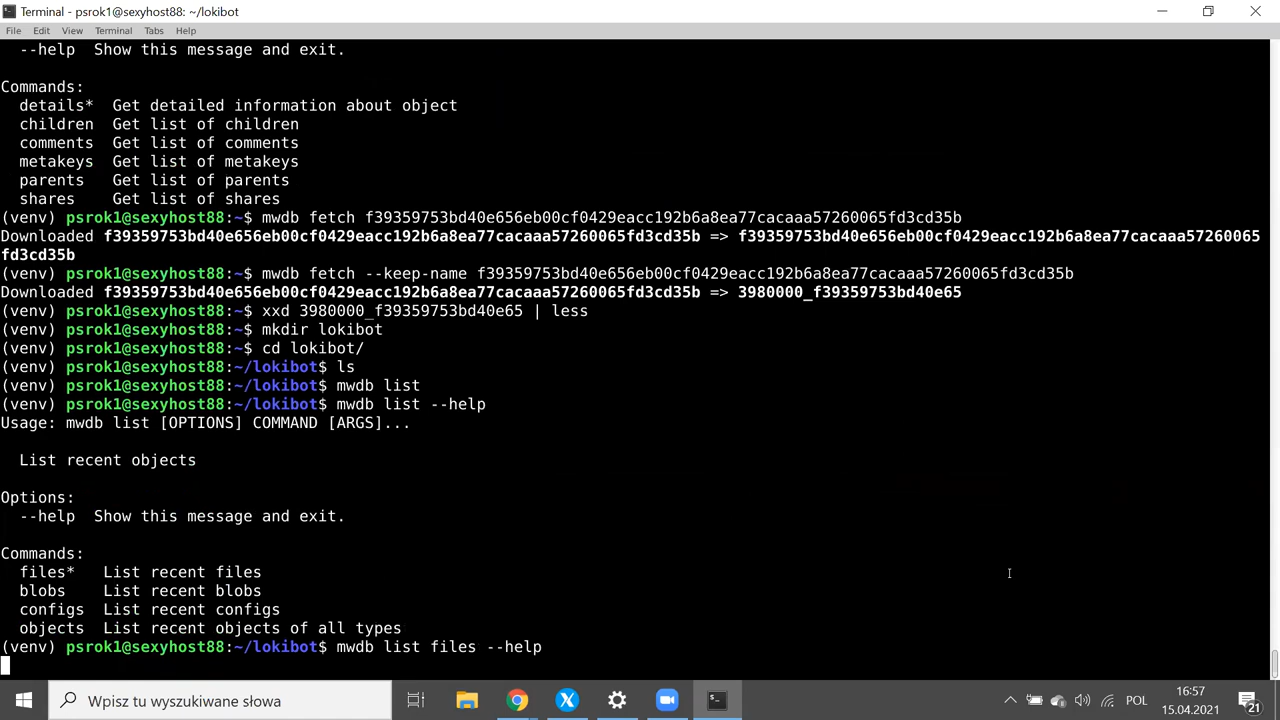 Terminal - psrok1@sexyhost88: ~/lokibot
File Edit View Terminal Tabs Help
--help  Show this message and exit.
Commands:
details*  Get detailed information about object
children  Get list of children
comments  Get list of comments
metakeys  Get list of metakeys
parents   Get list of parents
shares    Get list of shares
(venv) psrok1@sexyhost88:~$ mwdb fetch f39359753bd40e656eb00cf0429eacc192b6a8ea77cacaaa57260065fd3cd35b
Downloaded f39359753bd40e656eb00cf0429eacc192b6a8ea77cacaaa57260065fd3cd35b => f39359753bd40e656eb00cf0429eacc192b6a8ea77cacaaa57260065
fd3cd35b
(venv) psrok1@sexyhost88:~$ mwdb fetch --keep-name f39359753bd40e656eb00cf0429eacc192b6a8ea77cacaaa57260065fd3cd35b
Downloaded f39359753bd40e656eb00cf0429eacc192b6a8ea77cacaaa57260065fd3cd35b => 3980000_f39359753bd40e65
(venv) psrok1@sexyhost88:~$ xxd 3980000_f39359753bd40e65 | less
(venv) psrok1@sexyhost88:~$ mkdir lokibot
(venv) psrok1@sexyhost88:~$ cd lokibot/
(venv) psrok1@sexyhost88:~/lokibot$ ls
(venv) psrok1@sexyhost88:~/lokibot$ mwdb list
(venv) psrok1@sexyhost88:~/lokibot$ mwdb list --help
Usage: mwdb list [OPTIONS] COMMAND [ARGS]...
List recent objects
Options:
--help  Show this message and exit.
Commands:
files*   List recent files
blobs    List recent blobs
configs  List recent configs
objects  List recent objects of all types
(venv) psrok1@sexyhost88:~/lokibot$ mwdb list files --help
Wpisz tu wyszukiwane słowa
POL
16:57
15.04.2021
21